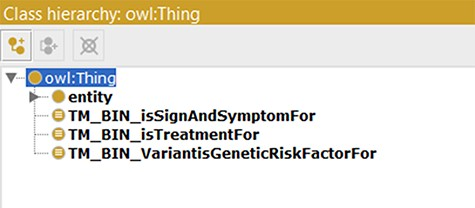 Class hierarchy: owl:Thing
owl:Thing
entity
TM_BIN_isSignAndSymptomFor
TM_BIN_isTreatmentFor
TM_BIN_VariantisGeneticRiskFactorFor